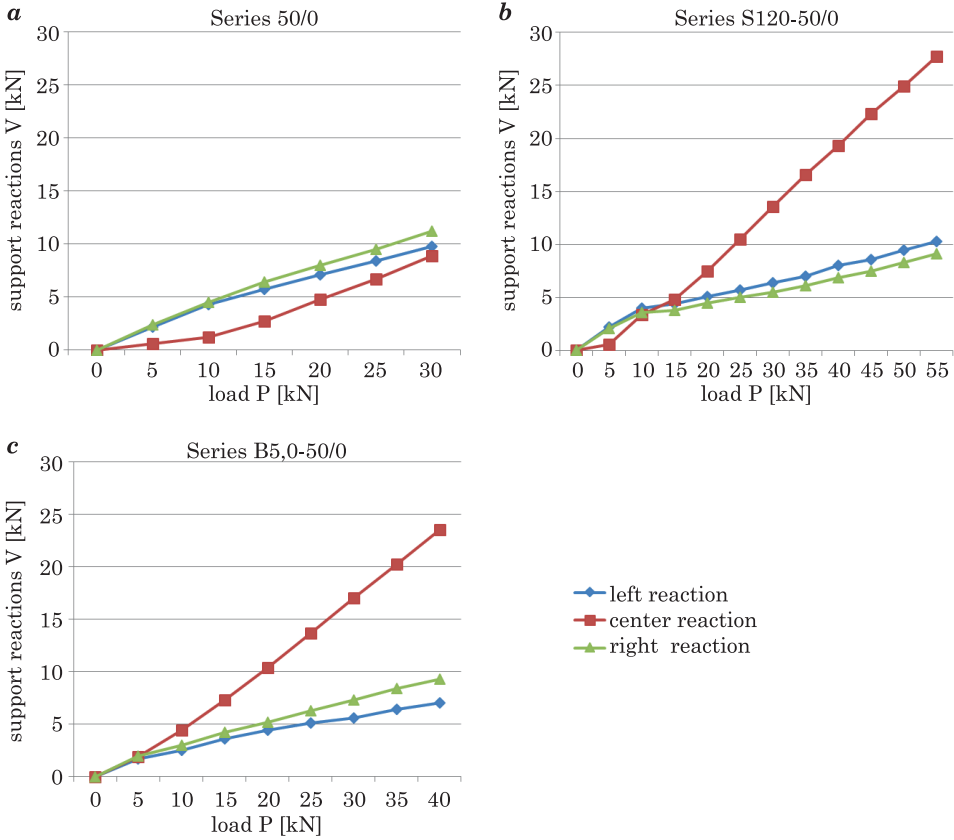 a
Series 50/0
support reactions V [kN]
30
25
20
15
10
5
0
0 5 10 15 20 25 30
load P [kN]
b
Series S120-50/0
support reactions V [kN]
30
25
20
15
10
5
0
0 5 10 15 20 25 30 35 40 45 50 55
load P [kN]
c
Series B5,0-50/0
support reactions V [kN]
30
25
20
15
10
5
0
0 5 10 15 20 25 30 35 40
load P [kN]
left reaction
center reaction
right reaction